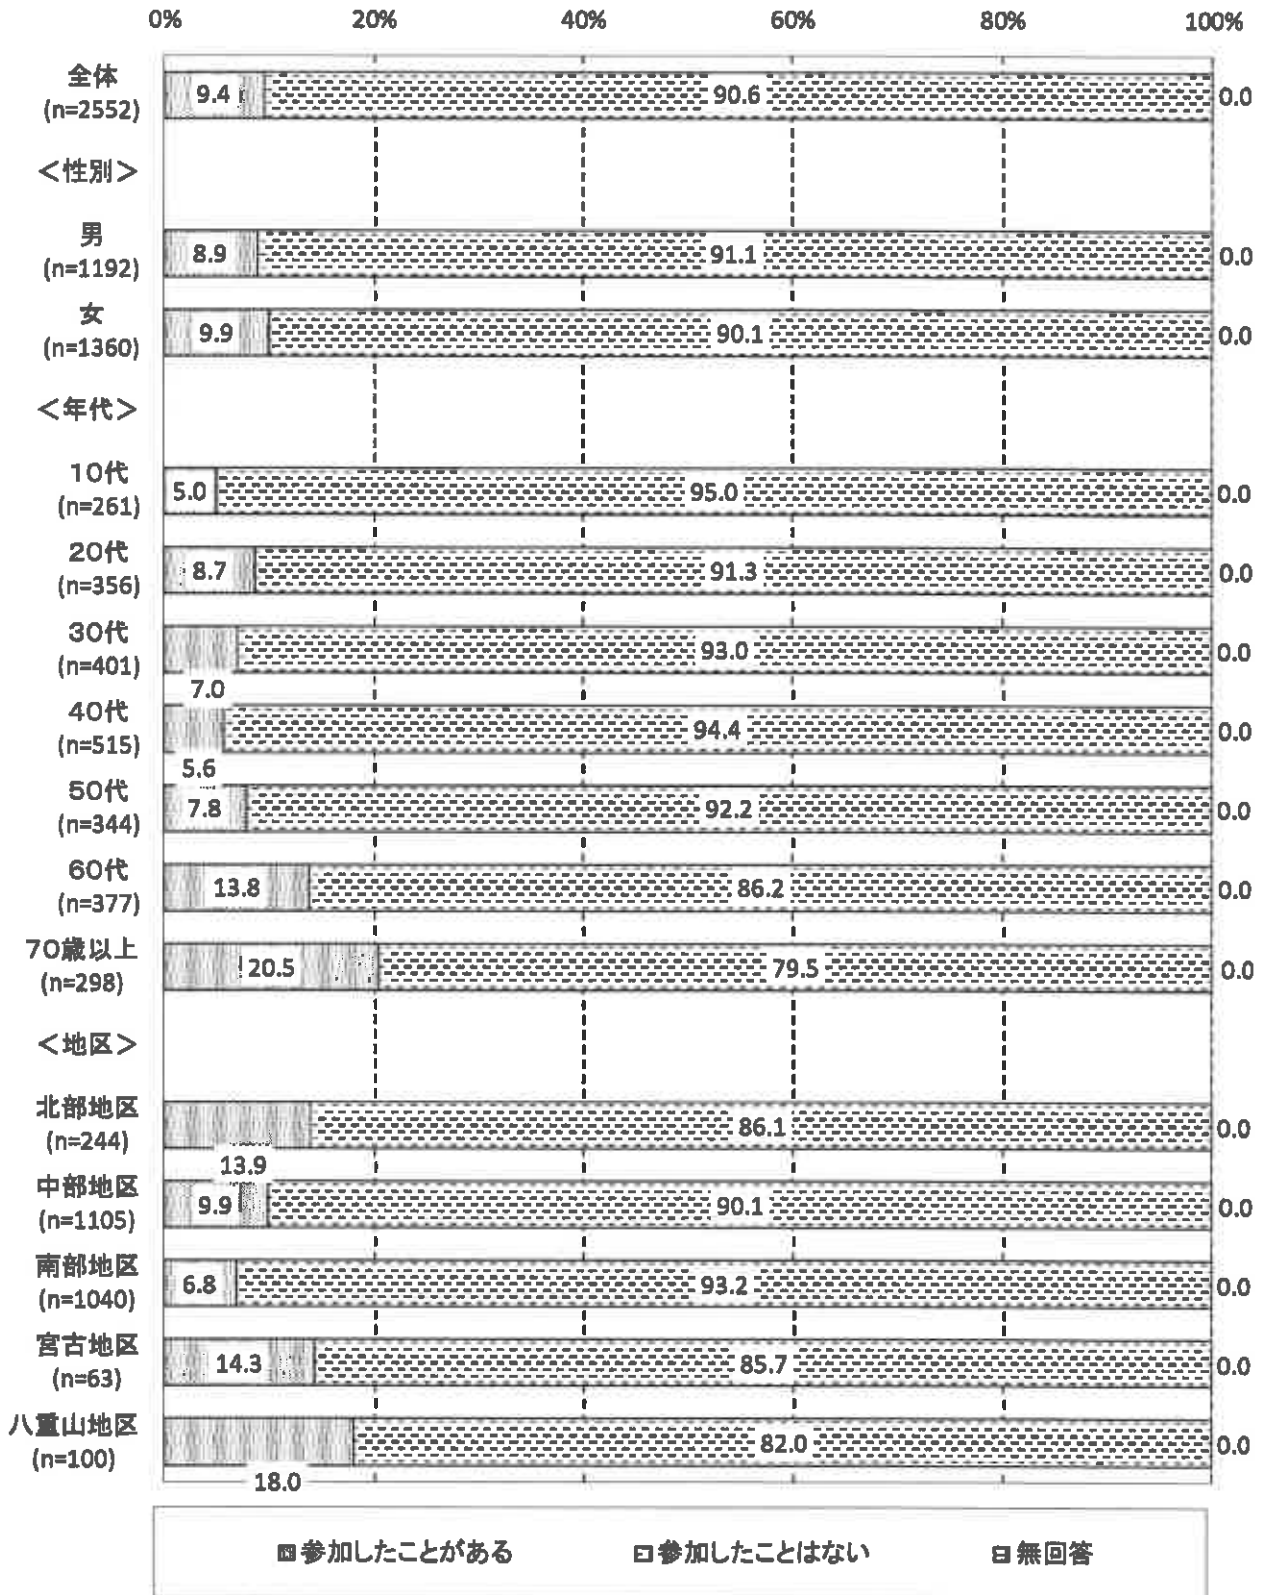 0% 20% 40% 60% 80% 100%
全体
(n=2552)
9.4 90.6 0.0
＜性別＞
男
(n=1192)
8.9 91.1 0.0
女
(n=1360)
9.9 90.1 0.0
＜年代＞
10代
(n=261)
5.0 95.0 0.0
20代
(n=356)
8.7 91.3 0.0
30代
(n=401)
7.0 93.0 0.0
40代
(n=515)
5.6 94.4 0.0
50代
(n=344)
7.8 92.2 0.0
60代
(n=377)
13.8 86.2 0.0
70歳以上
(n=298)
20.5 79.5 0.0
＜地区＞
北部地区
(n=244)
13.9 86.1 0.0
中部地区
(n=1105)
9.9 90.1 0.0
南部地区
(n=1040)
6.8 93.2 0.0
宮古地区
(n=63)
14.3 85.7 0.0
八重山地区
(n=100)
18.0 82.0 0.0
参加したことがある 参加したことはない 無回答